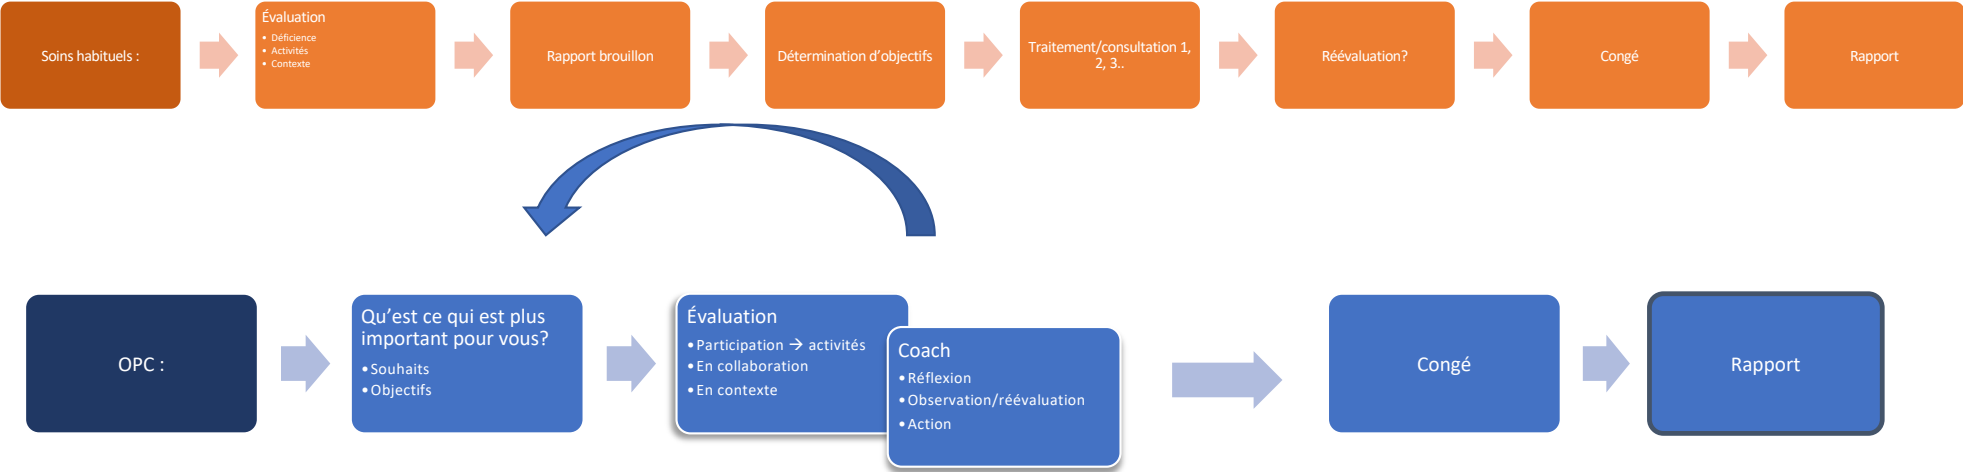 Soins habituels :
Évaluation
• Déficience
• Activités
• Contexte
Rapport brouillon
Détermination d’objectifs
Traitement/consultation 1,
2, 3..
Réévaluation?
Congé
Rapport
OPC :
Qu’est ce qui est plus
important pour vous?
• Souhaits
• Objectifs
Évaluation
• Participation → activités
• En collaboration
• En contexte
Coach
• Réflexion
• Observation/réévaluation
• Action
Congé
Rapport